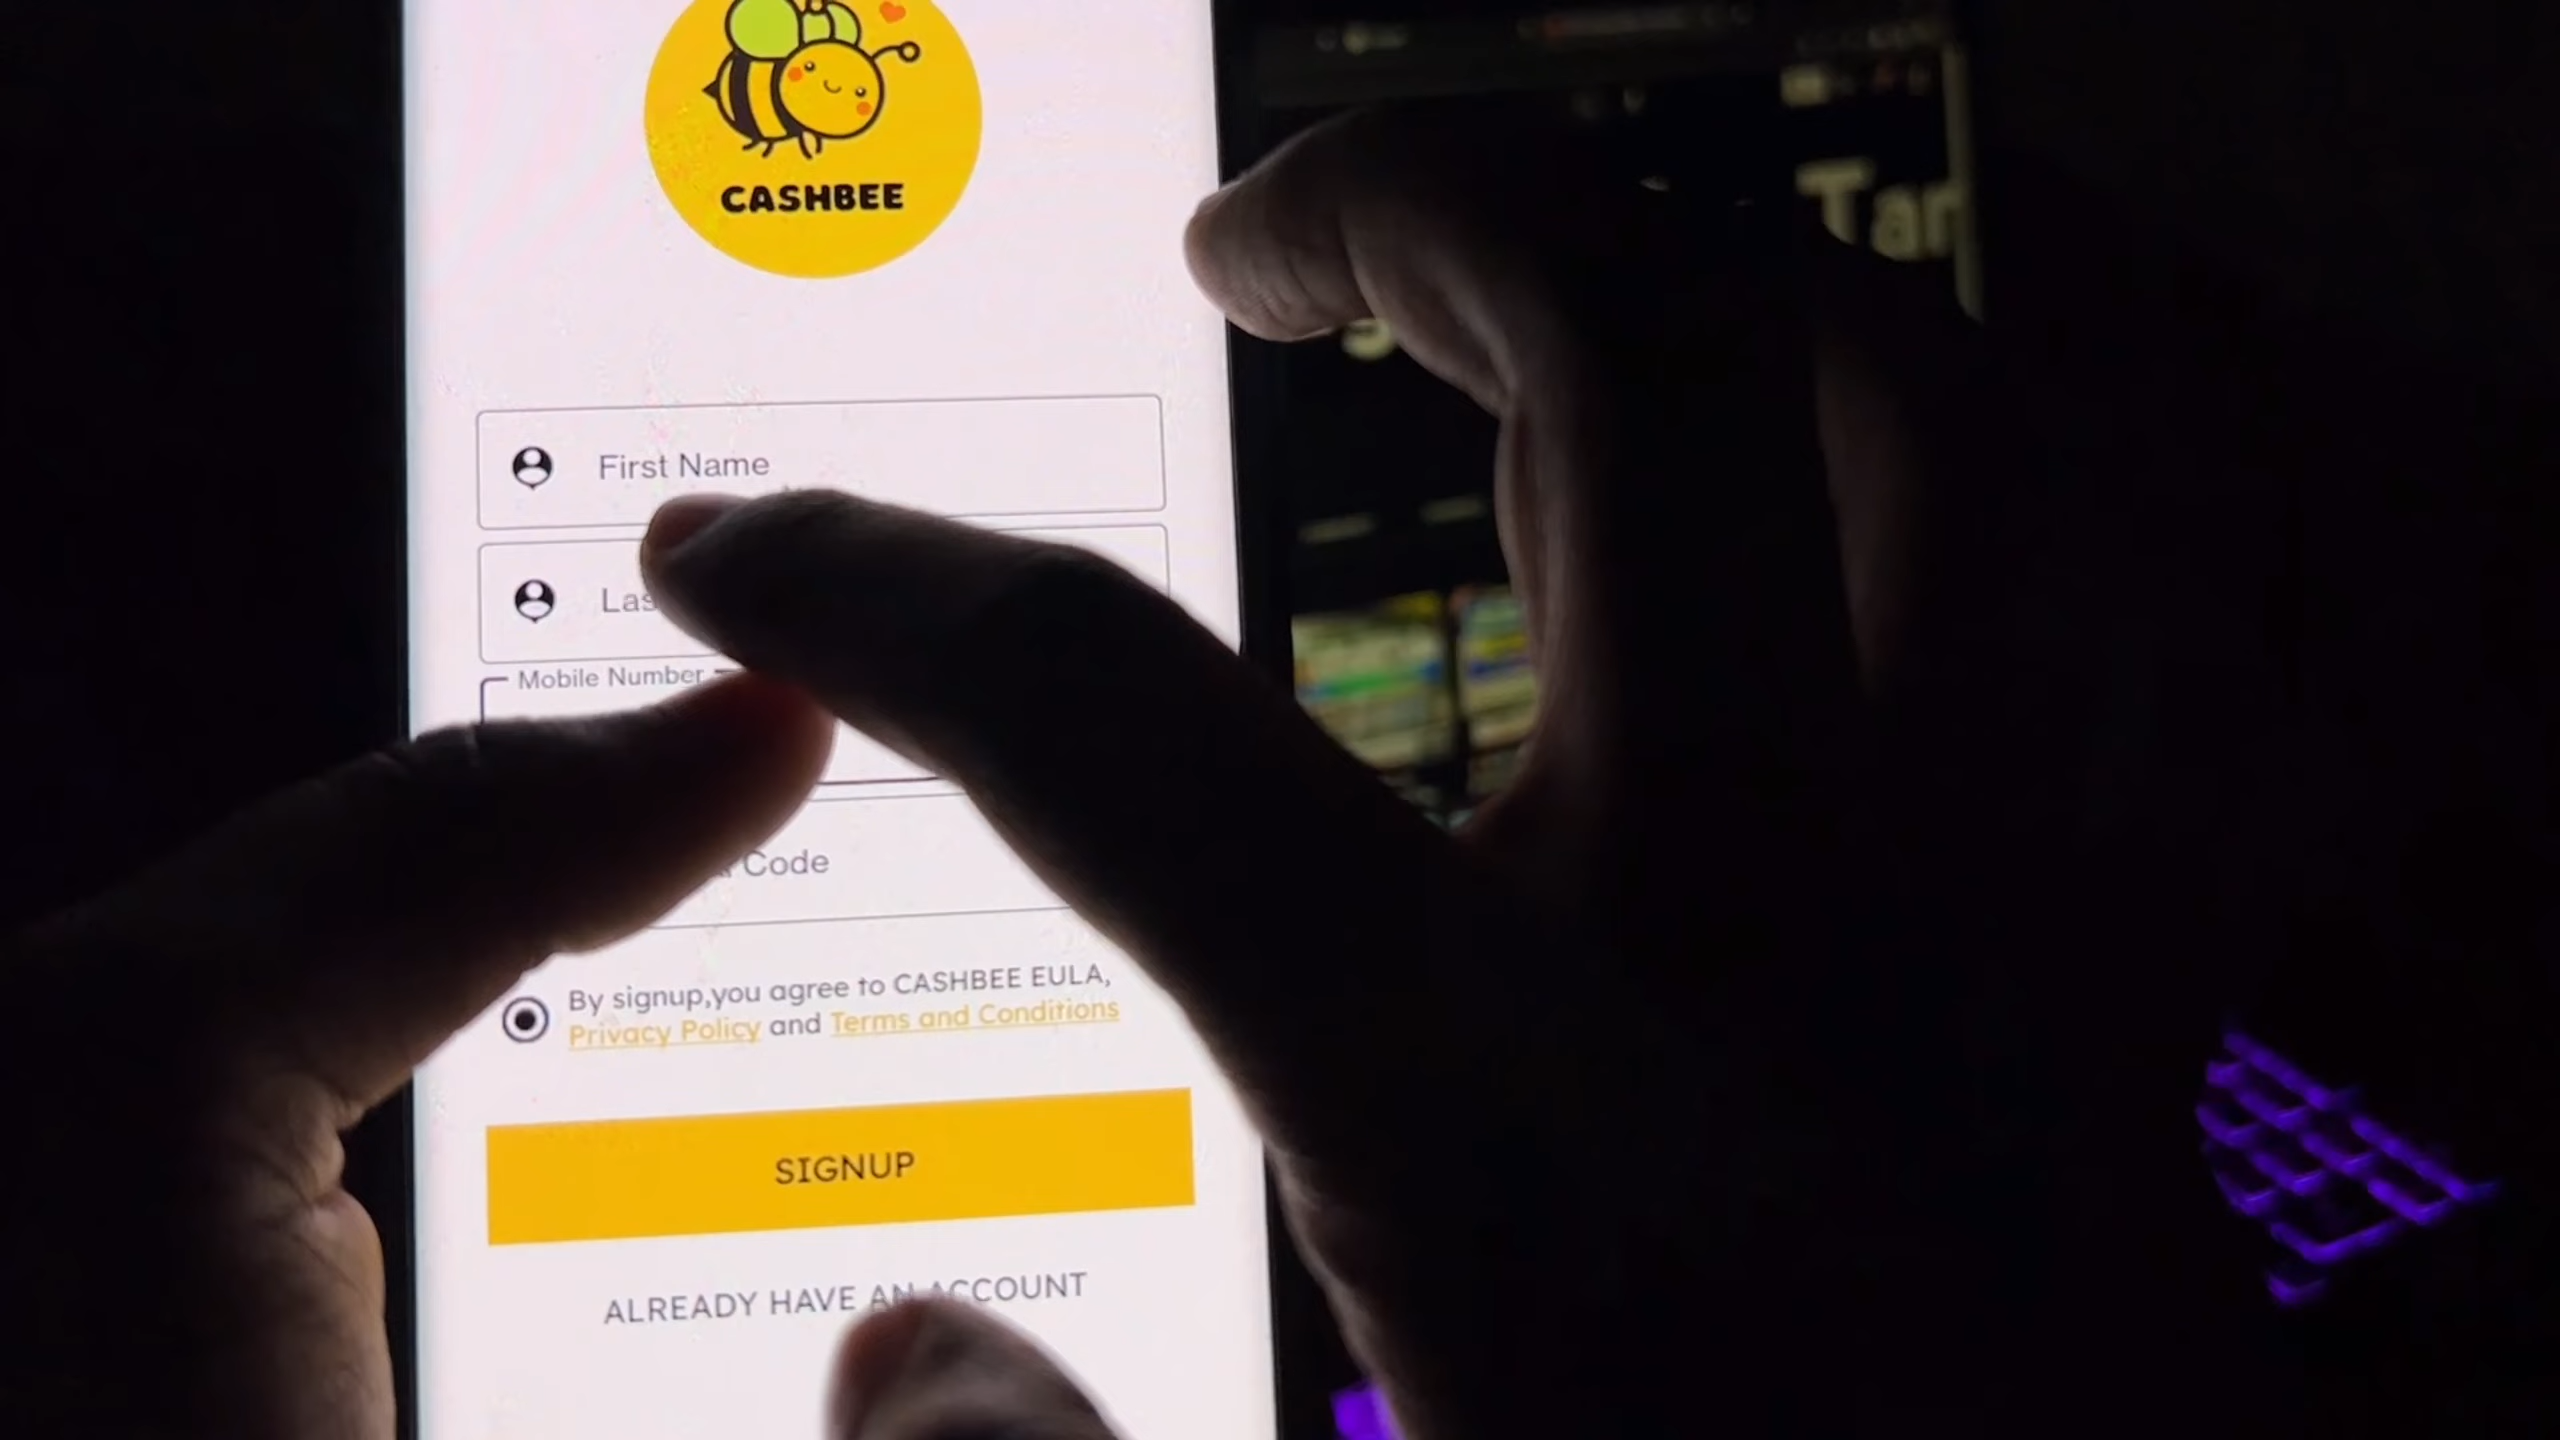 CASHBEE
First Name
Las
Mobile Number
Code
By signup,you agree to CASHBEE EULA,
Privacy Policy and Terms and Conditions
SIGNUP
ALREADY HAVE AN ACCOUNT
Tar